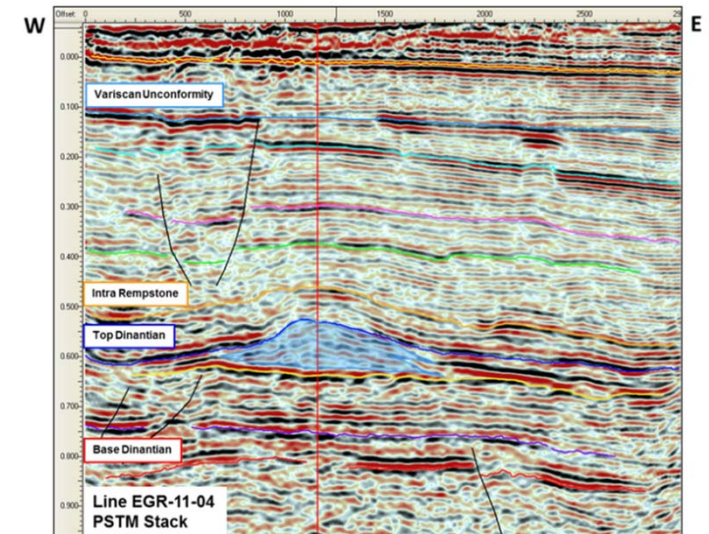 Offset: 0 500 1000 1500 2000 2500 29
W
E
0.000
Variscan Unconformity
0.100
0.200
0.300
0.400
Intra Rempstone
0.500
Top Dinantian
0.600
0.700
Base Dinantian
0.800
Line EGR-11-04
0.900
PSTM Stack